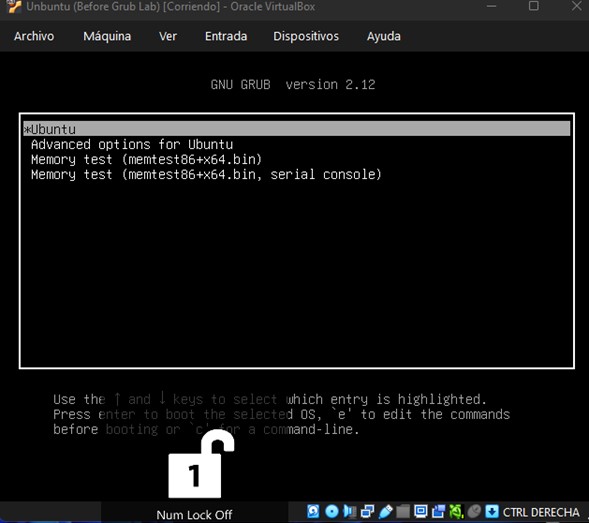 Unbuntu (Before Grub Lab) [Corriendo] - Oracle VirtualBox
Archivo Máquina Ver Entrada Dispositivos Ayuda
GNU GRUB version 2.12
*Ubuntu
Advanced options for Ubuntu
Memory test (memtest86+x64.bin)
Memory test (memtest86+x64.bin, serial console)
Use the ↑ and ↓ keys to select which entry is highlighted.
Press enter to boot the selected OS, `e' to edit the commands
before booting or `c' for a command-line.
1
Num Lock Off
CTRL DERECHA